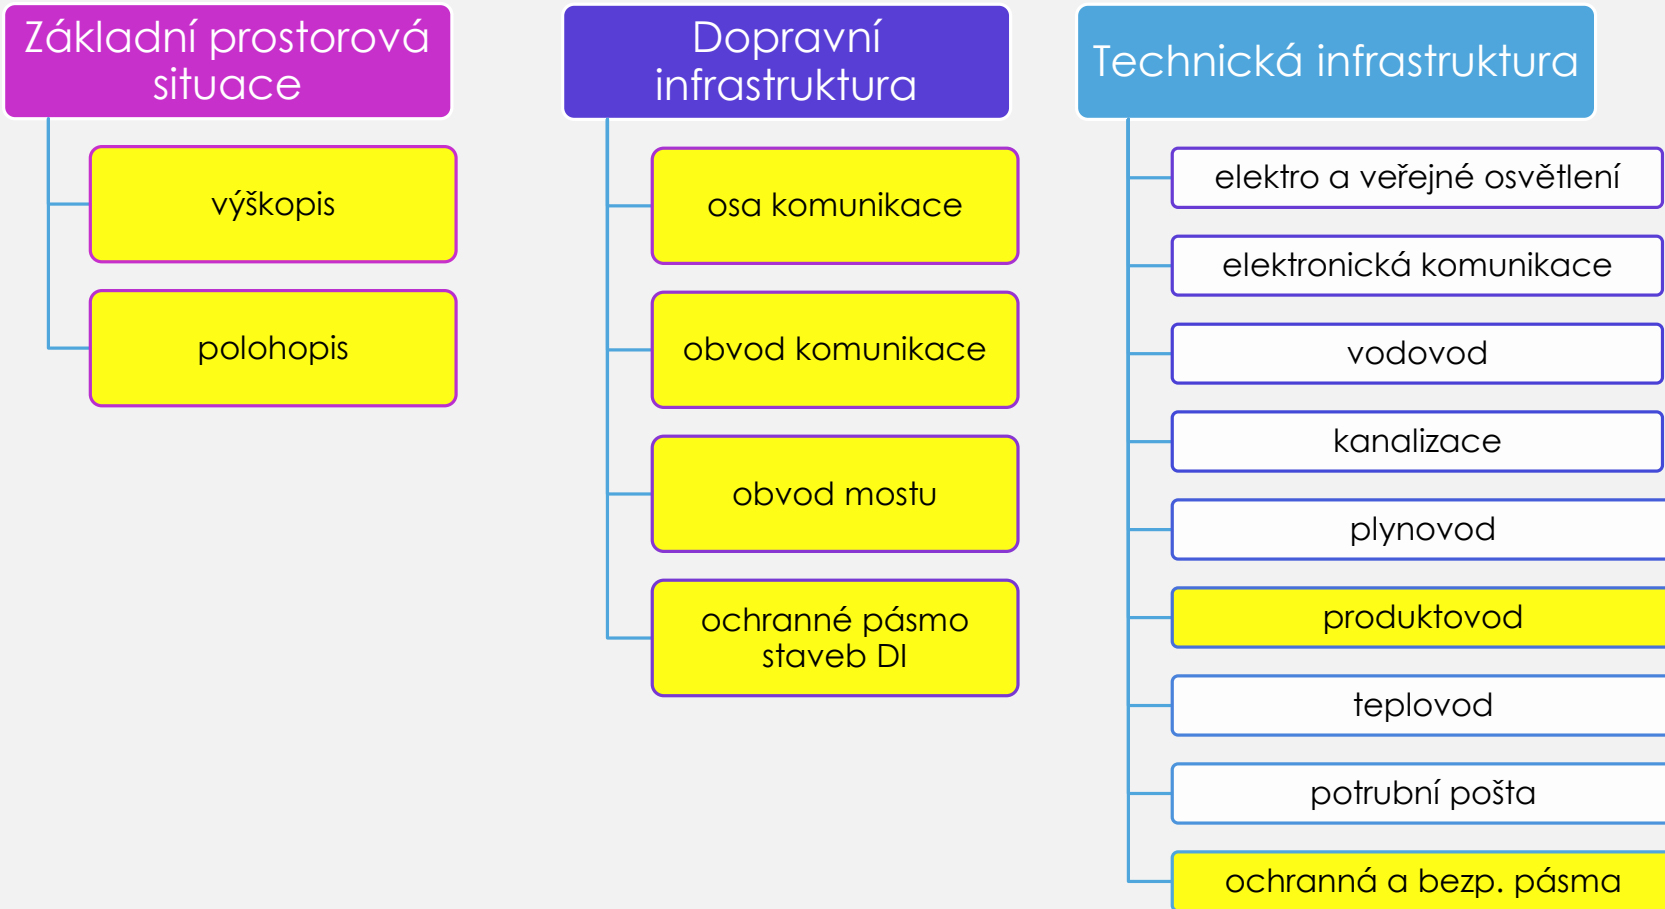 Základní prostorová
situace
výškopis
polohopis
Dopravní
infrastruktura
osa komunikace
obvod komunikace
obvod mostu
ochranné pásmo
staveb DI
Technická infrastruktura
elektro a veřejné osvětlení
elektronická komunikace
vodovod
kanalizace
plynovod
produktovod
teplovod
potrubní pošta
ochranná a bezp. pásma